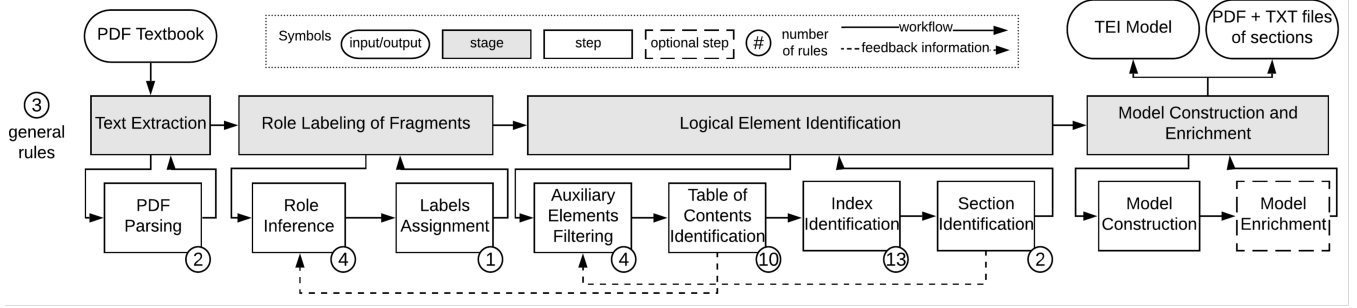 PDF Textbook
Symbols
input/output
stage
step
optional step
#
number
of rules
workflow
feedback information
TEI Model
PDF + TXT files
of sections
3
general
rules
Text Extraction
Role Labeling of Fragments
Logical Element Identification
Model Construction and
Enrichment
PDF
Parsing
2
Role
Inference
4
Labels
Assignment
1
Auxiliary
Elements
Filtering
4
Table of
Contents
Identification
10
Index
Identification
13
Section
Identification
2
Model
Construction
Model
Enrichment